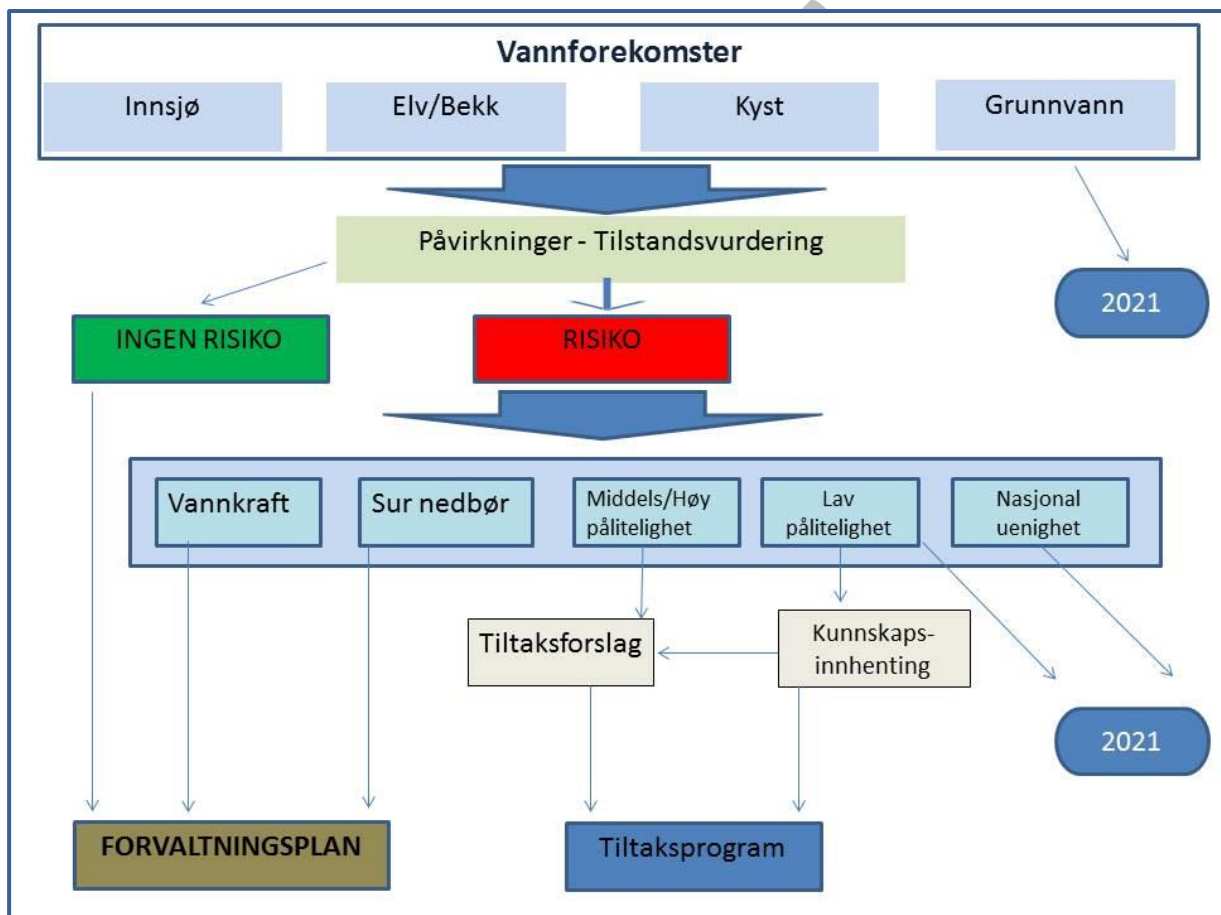 Vannforekomster
Innsjø
Elv/Bekk
Kyst
Grunnvann
Påvirkninger - Tilstandsvurdering
2021
INGEN RISIKO
RISIKO
Vannkraft
Sur nedbør
Middels/Høy
pålitelighet
Lav
pålitelighet
Nasjonal
uenighet
Tiltaksforslag
Kunnskaps-
innhenting
2021
FORVALTNINGSPLAN
Tiltaksprogram